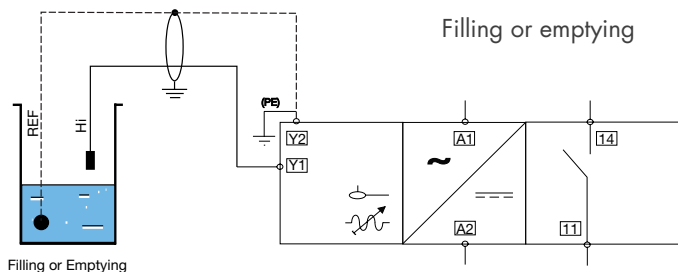 Filling or emptying
REF
Hi
(PE)
Y2
A1
14
Y1
~
A2
11
Filling or Emptying